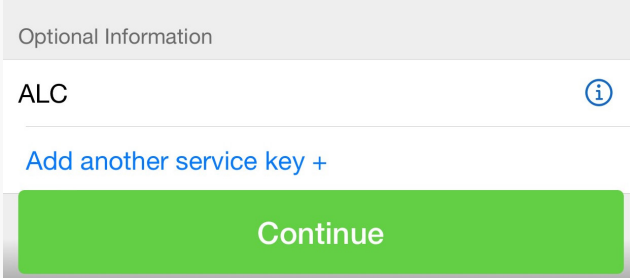 Optional Information
ALC
Add another service key +
Continue